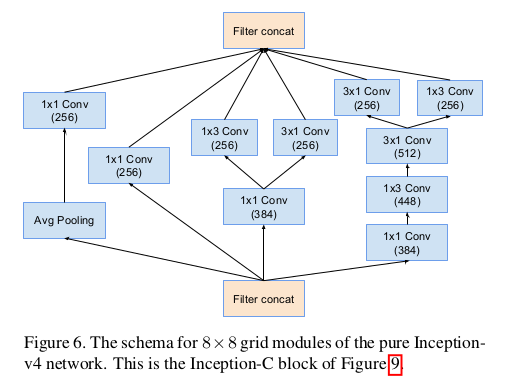 Filter concat
1x1 Conv
(256)
3x1 Conv
(256)
1x3 Conv
(256)
1x3 Conv
(256)
3x1 Conv
(256)
3x1 Conv
(512)
1x1 Conv
(256)
1x3 Conv
(448)
1x1 Conv
(384)
Avg Pooling
1x1 Conv
(384)
Filter concat
Figure 6. The schema for 8×8 grid modules of the pure Inception-
v4 network. This is the Inception-C block of Figure 9.